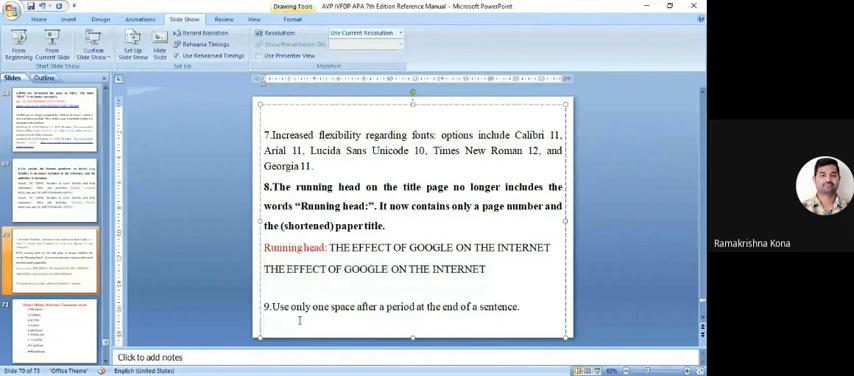 Drawing Tools
AVP IVFDP APA 7th Edition Reference Manual - Microsoft PowerPoint
Home Insert Design Animations Slide Show Review View Format
From Beginning
From Current Slide
Custom Slide Show
Start Slide Show
Set Up Slide Show
Hide Slide
Record Narration
Rehearse Timings
Use Rehearsed Timings
Set Up
Resolution: Use Current Resolution
Use Presenter View
Monitors
Slides Outline
69
70
71
7.Increased flexibility regarding fonts: options include Calibri 11,
Arial 11, Lucida Sans Unicode 10, Times New Roman 12, and
Georgia 11.
8.The running head on the title page no longer includes the
words “Running head:”. It now contains only a page number and
the (shortened) paper title.
Running head: THE EFFECT OF GOOGLE ON THE INTERNET
THE EFFECT OF GOOGLE ON THE INTERNET
9.Use only one space after a period at the end of a sentence.
Click to add notes
Slide 70 of 73 "Office Theme" English (United States)
68%
Ramakrishna Kona